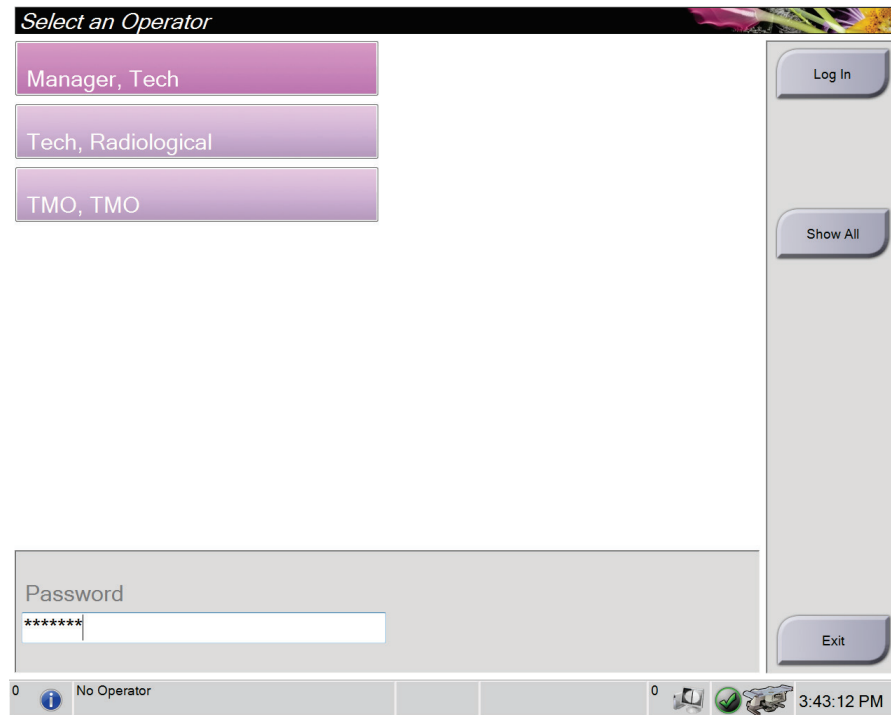 Select an Operator
Manager, Tech
Log In
Tech, Radiological
TMO, TMO
Show All
Password
*******
Exit
0
No Operator
0
3:43:12 PM